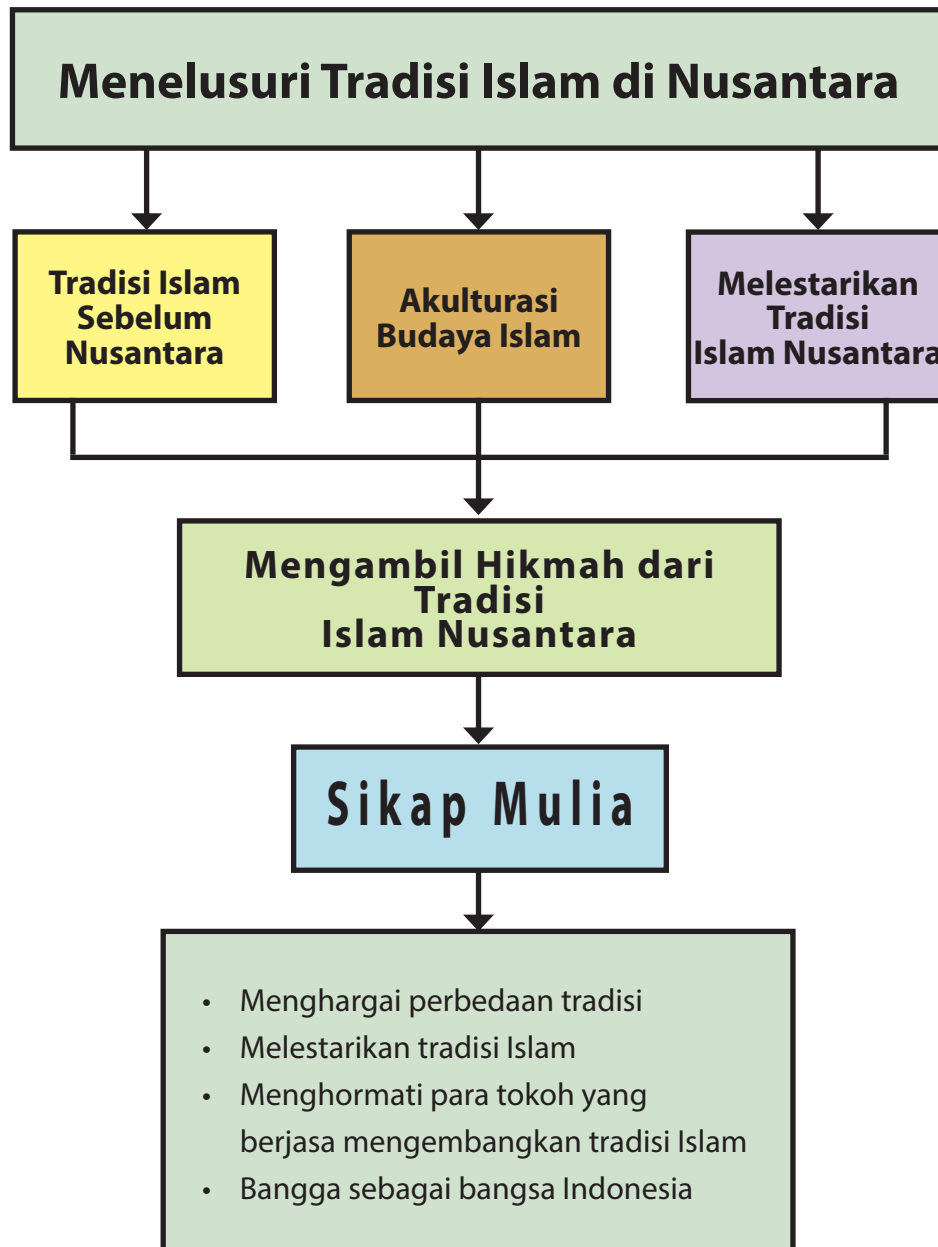 Menelusuri Tradisi Islam di Nusantara
Tradisi Islam
Sebelum
Nusantara
Akulturasi
Budaya Islam
Melestarikan
Tradisi
Islam Nusantara
Mengambil Hikmah dari
Tradisi
Islam Nusantara
Sikap Mulia
• Menghargai perbedaan tradisi
• Melestarikan tradisi Islam
• Menghormati para tokoh yang
berjasa mengembangkan tradisi Islam
• Bangga sebagai bangsa Indonesia